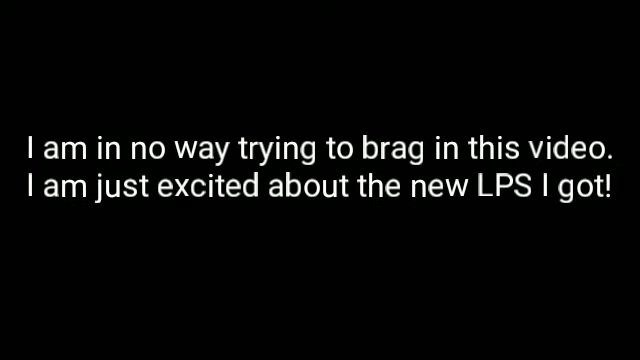 I am in no way trying to brag in this video.
I am just excited about the new LPS I got!